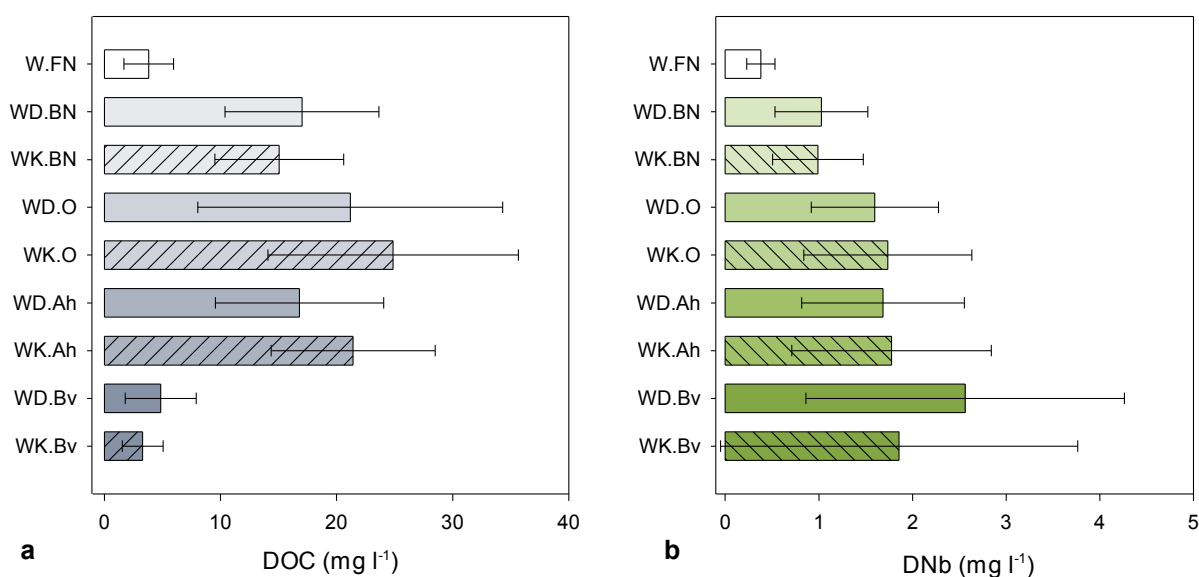 W.FN
WD.BN
WK.BN
WD.O
WK.O
WD.Ah
WK.Ah
WD.Bv
WK.Bv
0 10 20 30 40
a DOC (mg l-1)
W.FN
WD.BN
WK.BN
WD.O
WK.O
WD.Ah
WK.Ah
WD.Bv
WK.Bv
0 1 2 3 4 5
b DNb (mg l-1)